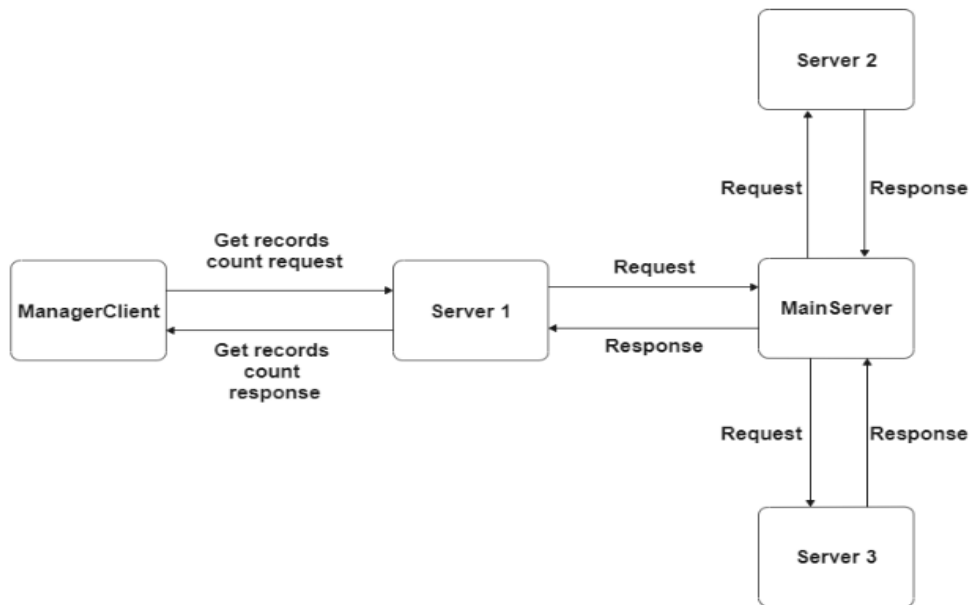 Server 2
Request
Response
Get records
count request
Request
ManagerClient
Server 1
MainServer
Get records
count
response
Response
Request
Response
Server 3